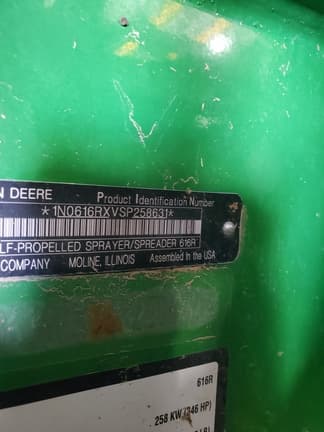 N DEERE
Product Identification Number
*1N0616RXVSP258631*
LF-PROPELLED SPRAYER/SPREADER 616R
COMPANY MOLINE, ILLINOIS Assembled in the USA
616R
258 KW (346 HP)